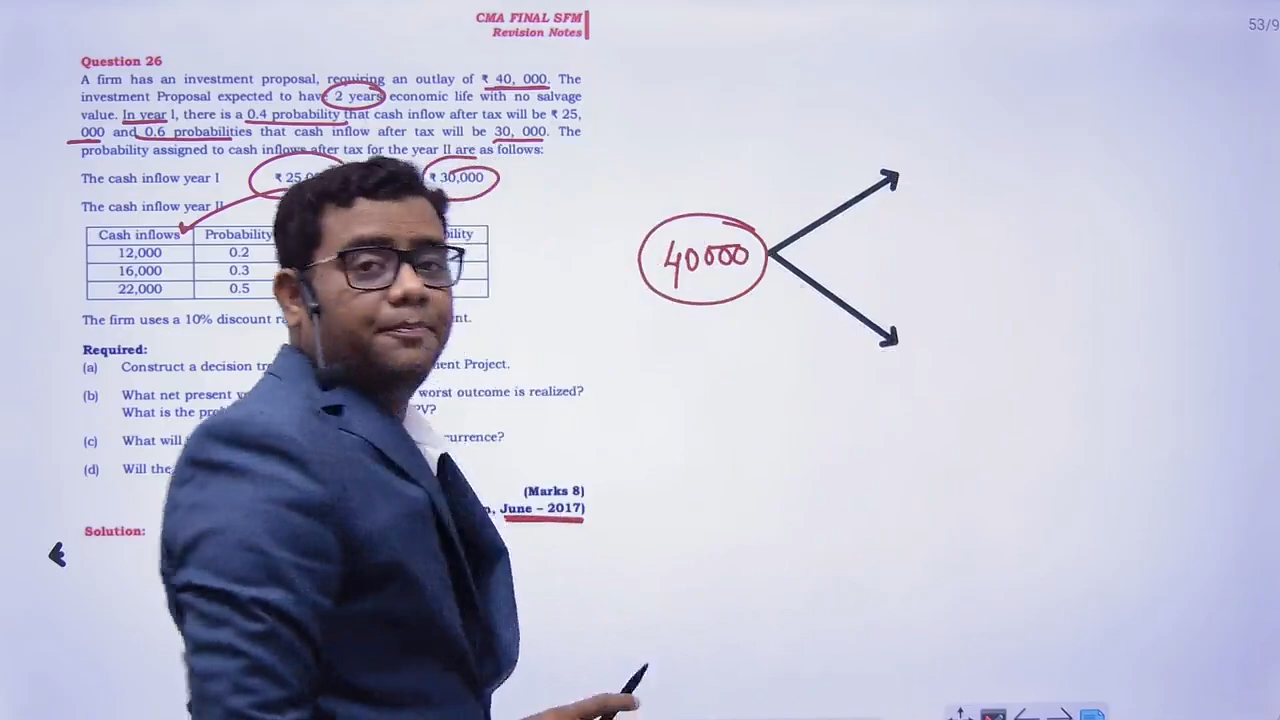 CMA FINAL SFM
Revision Notes
53/9
Question 26
A firm has an investment proposal, requiring an outlay of ₹ 40, 000. The
investment Proposal expected to have 2 years economic life with no salvage
value. In year I, there is a 0.4 probability that cash inflow after tax will be ₹ 25,
000 and 0.6 probabilities that cash inflow after tax will be 30, 000. The
probability assigned to cash inflows after tax for the year II are as follows:
The cash inflow year I ₹ 30,000
The cash inflow year
Cash inflows Probability
12,000 0.2
16,000 0.3
22,000 0.5
40000
The firm uses a 10% discount
Required:
(a) Construct a decision Project.
(b) What net present worst outcome is realized?
What is the
(c) What will
(d) Will the
(Marks 8)
June – 2017)
Solution: